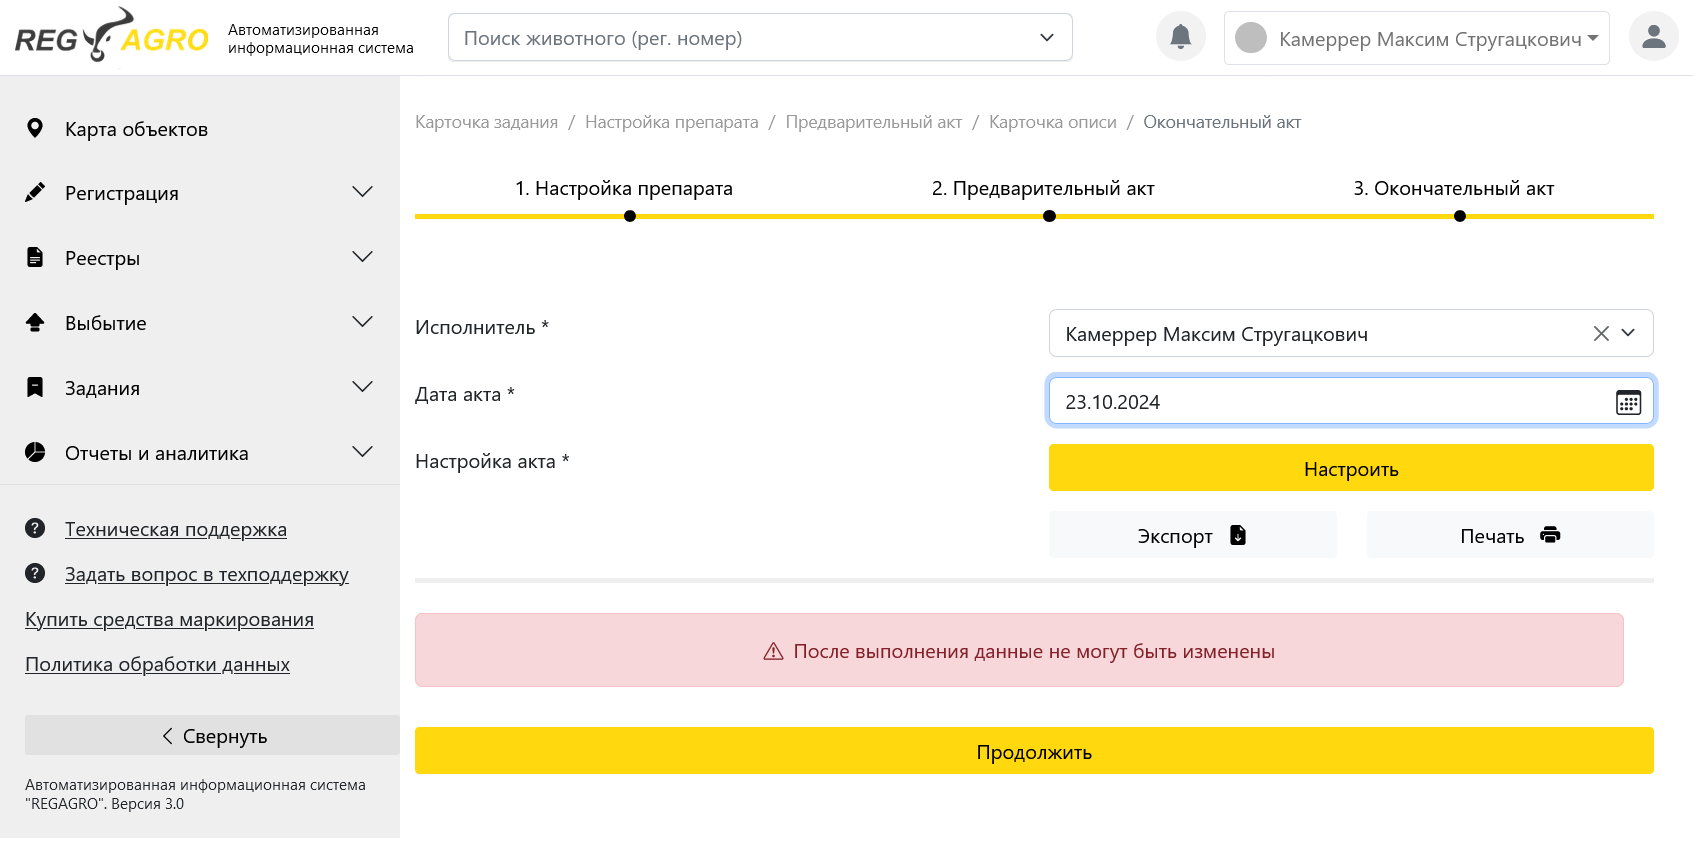 REG AGRO
Автоматизированная
информационная система
Поиск животного (рег. номер)
Камеррер Максим Стругацкович
Карта объектов
Регистрация
Реестры
Выбытие
Задания
Отчеты и аналитика
Техническая поддержка
Задать вопрос в техподдержку
Купить средства маркирования
Политика обработки данных
Свернуть
Автоматизированная информационная система
"REGAGRO". Версия 3.0
Карточка задания / Настройка препарата / Предварительный акт / Карточка описи / Окончательный акт
1. Настройка препарата
2. Предварительный акт
3. Окончательный акт
Исполнитель *
Камеррер Максим Стругацкович
Дата акта *
23.10.2024
Настройка акта *
Настроить
Экспорт
Печать
После выполнения данные не могут быть изменены
Продолжить